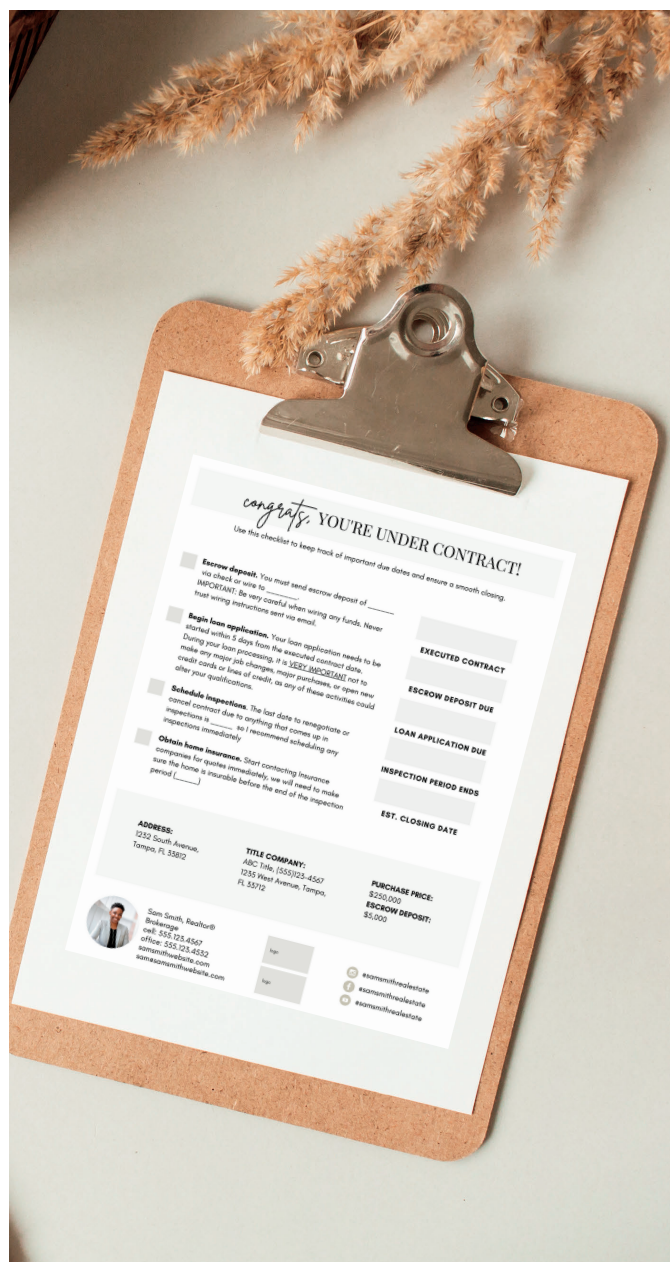 congrats, YOU'RE UNDER CONTRACT!
Use this checklist to keep track of important due dates and ensure a smooth closing.
Escrow deposit. You must send escrow deposit of ______
via check or wire to ________.
IMPORTANT: Be very careful when wiring any funds. Never
trust wiring instructions sent via email.
Begin loan application. Your loan application needs to be
started within 5 days from the executed contract date.
During your loan processing, it is VERY IMPORTANT not to
make any major job changes, major purchases, or open new
credit cards or lines of credit, as any of these activities could
alter your qualifications.
Schedule inspections. The last date to renegotiate or
cancel contract due to anything that comes up in
inspections is ______ so I recommend scheduling any
inspections immediately
Obtain home insurance. Start contacting insurance
companies for quotes immediately, we will need to make
sure the home is insurable before the end of the inspection
period (______)
EXECUTED CONTRACT
ESCROW DEPOSIT DUE
LOAN APPLICATION DUE
INSPECTION PERIOD ENDS
EST. CLOSING DATE
ADDRESS:
1232 South Avenue,
Tampa, FL 33812
TITLE COMPANY:
ABC Title, (555)123-4567
1235 West Avenue, Tampa,
FL 33712
PURCHASE PRICE:
$250,000
ESCROW DEPOSIT:
$5,000
Sam Smith, Realtor®
Brokerage
cell: 555.123.4567
office: 555.123.4532
samsmithwebsite.com
sam@samsmithwebsite.com
logo
logo
@samsmithrealestate
@samsmithrealestate
@samsmithrealestate